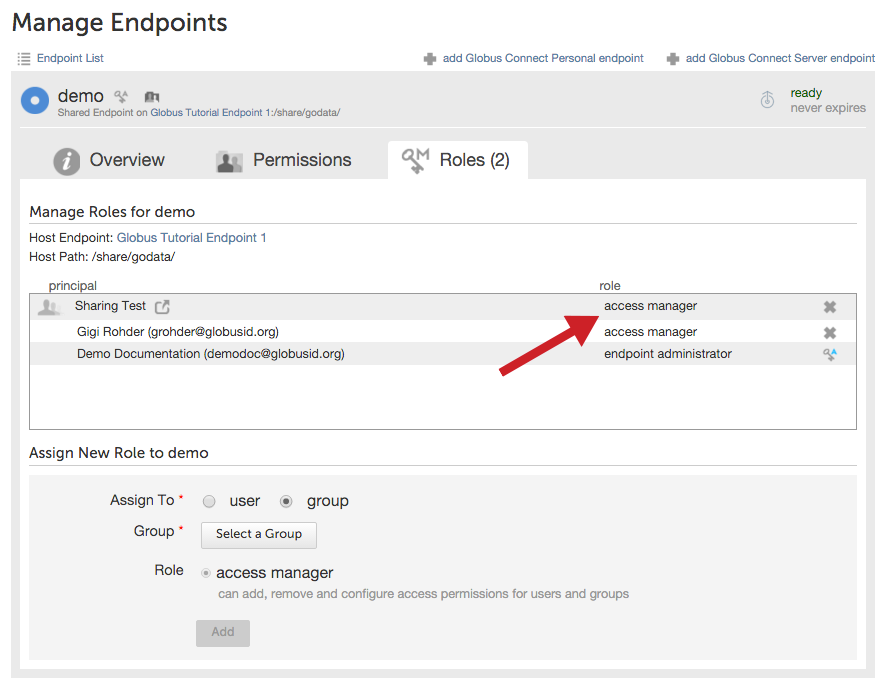 Manage Endpoints
Endpoint List add Globus Connect Personal endpoint add Globus Connect Server endpoint
demo ready
Shared Endpoint on Globus Tutorial Endpoint 1:/share/godata/ never expires
Overview Permissions Roles (2)
Manage Roles for demo
Host Endpoint: Globus Tutorial Endpoint 1
Host Path: /share/godata/
principal role
Sharing Test access manager
Gigi Rohder (grohder@globusid.org) access manager
Demo Documentation (demodoc@globusid.org) endpoint administrator
Assign New Role to demo
Assign To * user group
Group * Select a Group
Role access manager
can add, remove and configure access permissions for users and groups
Add